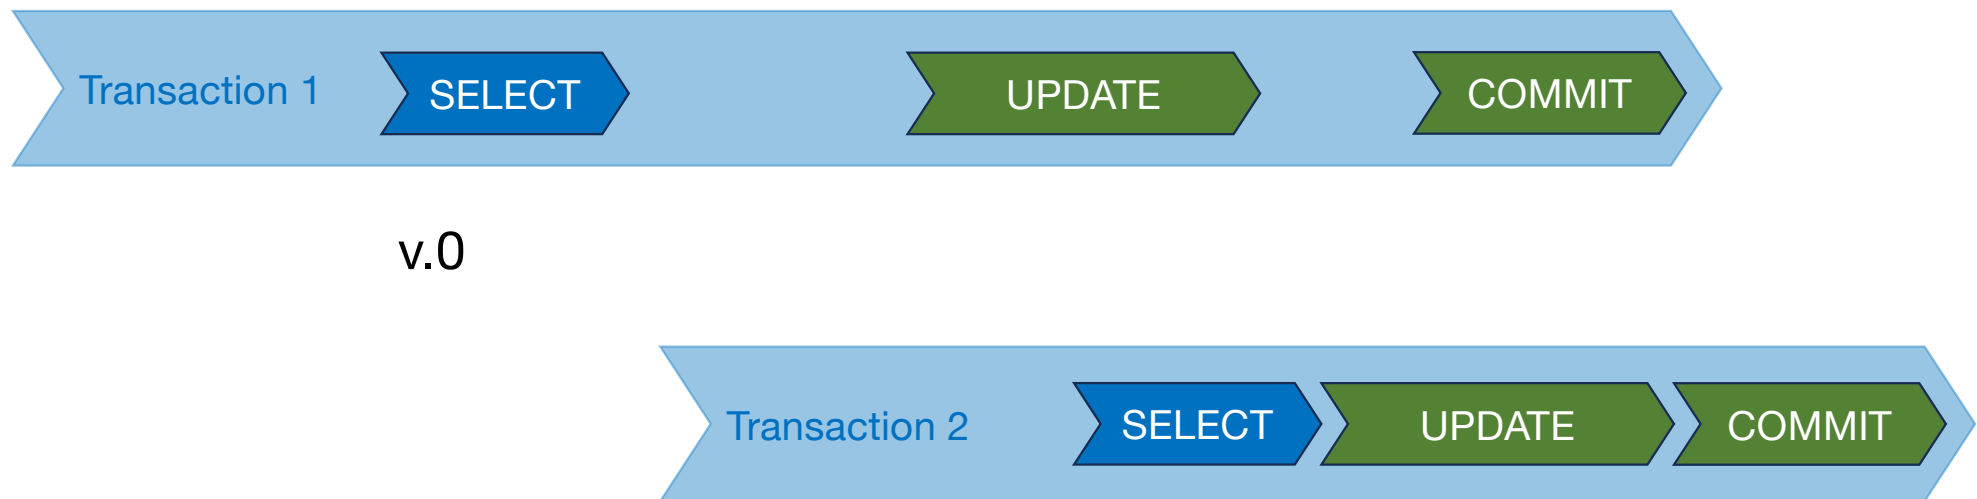 Transaction 1 SELECT UPDATE COMMIT
v.0
Transaction 2 SELECT UPDATE COMMIT